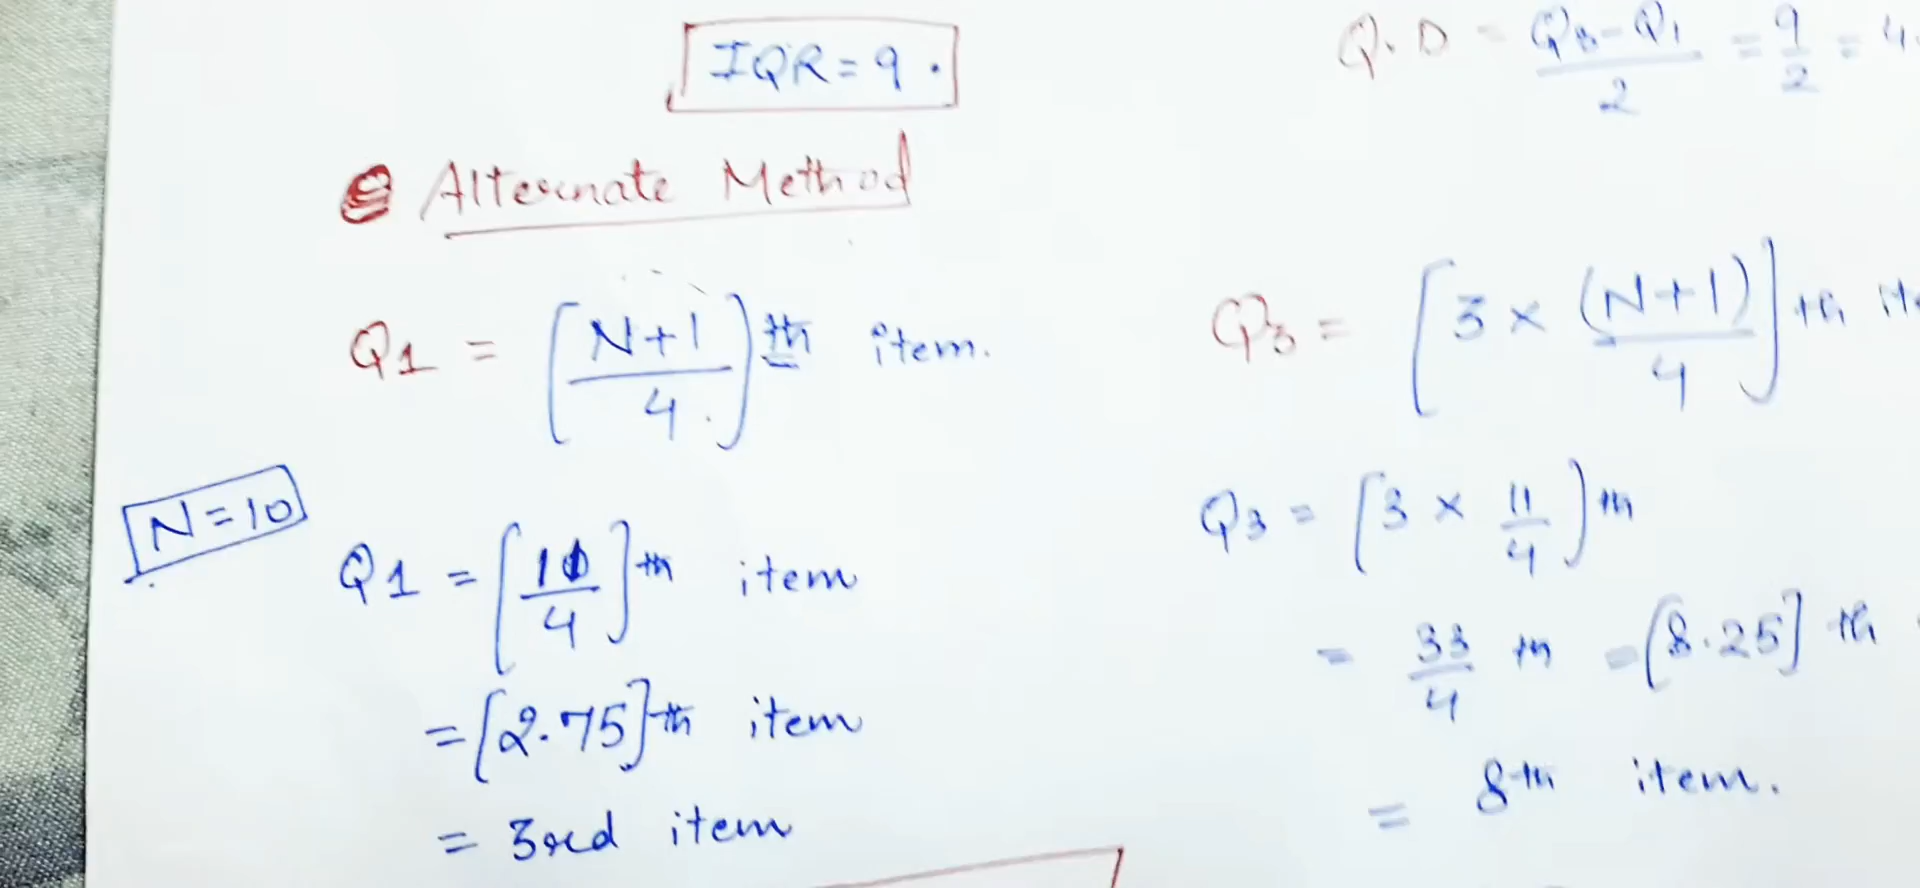 IQR = 9.
Q.D = Q3-Q1/2 = 9/2 = 4.
Alternate Method
Q1 = [N+1/4]th item.
Q3 = [3 × (N+1)/4]th
N=10
Q1 = [11/4]th item
Q3 = [3 × 11/4]th
= [2.75]th item
= 33/4 th = [8.25]th
= 3rd item
= 8th item.